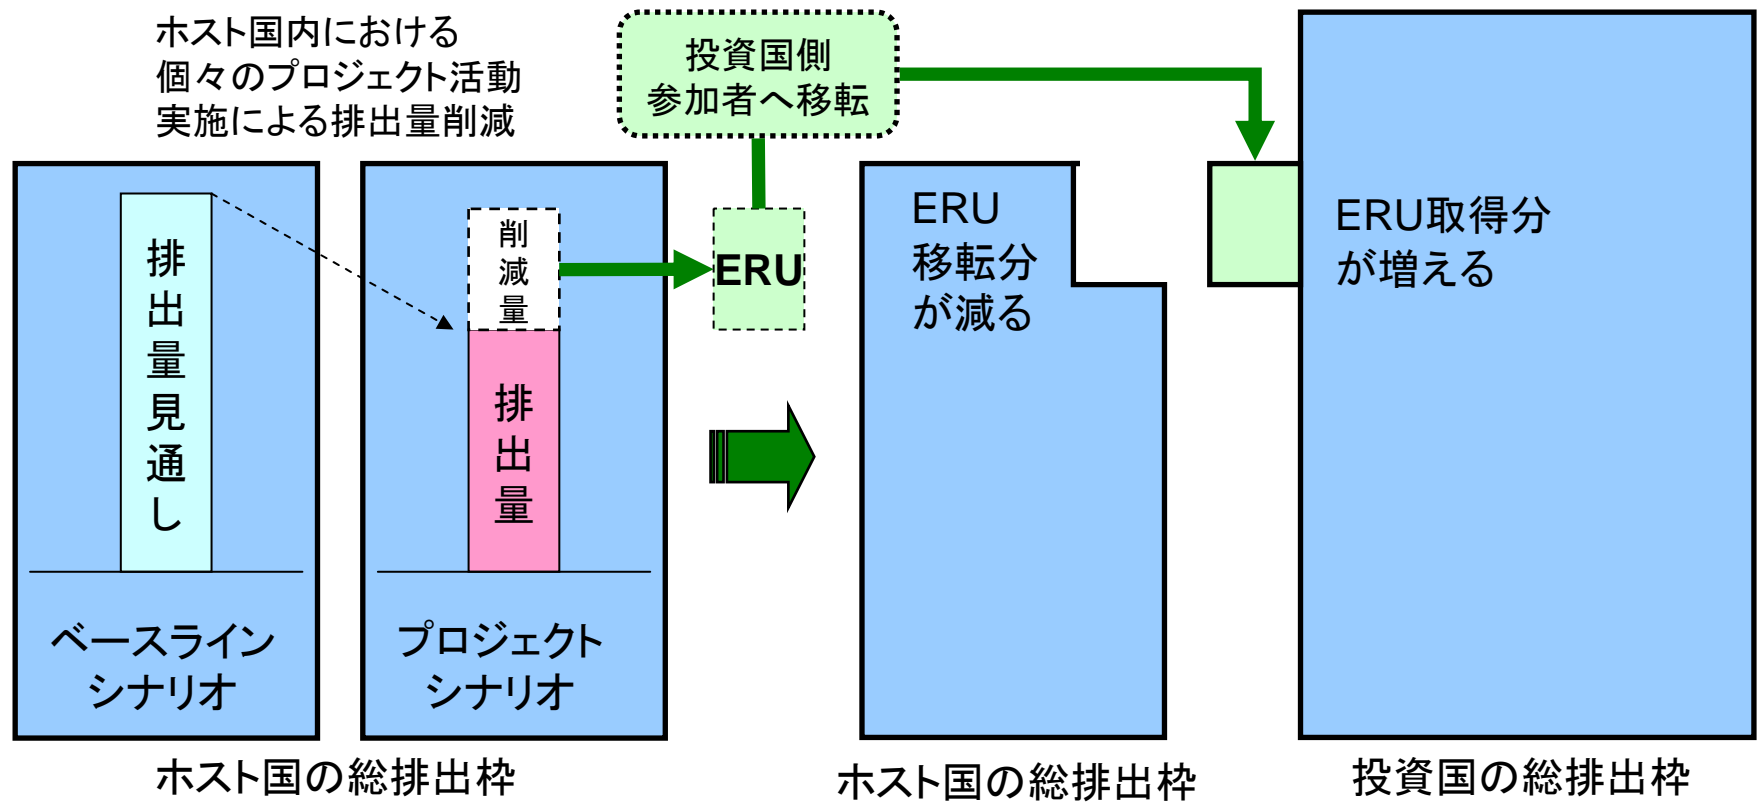 ホスト国内における
個々のプロジェクト活動
実施による排出量削減
投資国側
参加者へ移転
排出量見通し
ベースライン
シナリオ
削減量
排出量
プロジェクト
シナリオ
ERU
ホスト国の総排出枠
ERU
移転分
が減る
ホスト国の総排出枠
ERU取得分
が増える
投資国の総排出枠